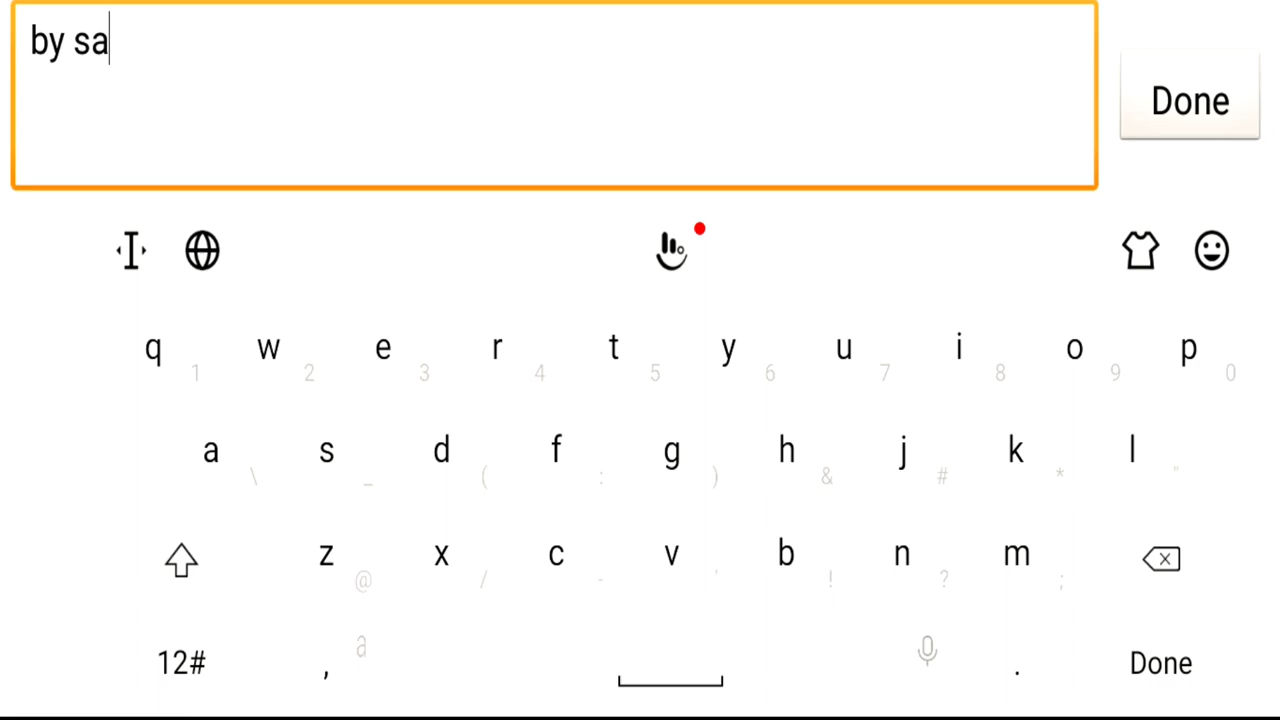 by sa
Done
q 1 w 2 e 3 r 4 t 5 y 6 u 7 i 8 o 9 p 0
a \ s _ d ( f : g ) h & j # k * l "
z @ x / c - v ' b ! n ? m ;
12# , a . Done